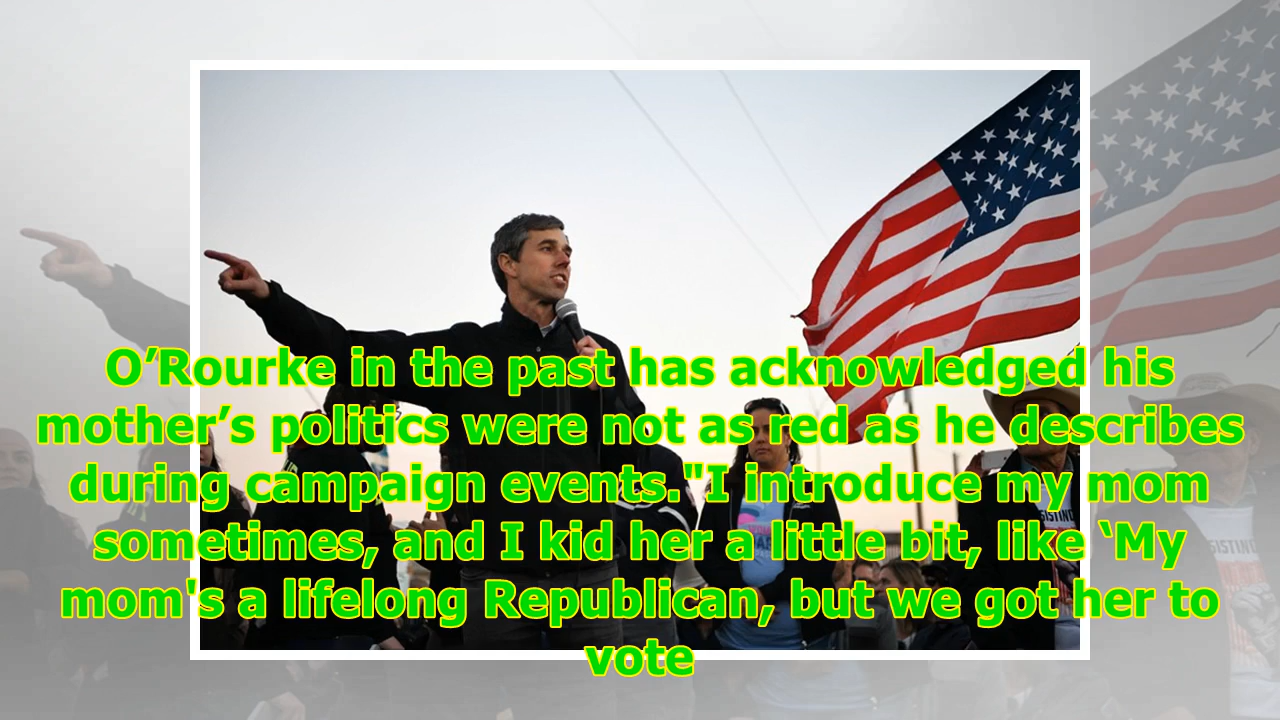 O’Rourke in the past has acknowledged his
mother’s politics were not as red as he describes
during campaign events."I introduce my mom
sometimes, and I kid her a little bit, like ‘My
mom's a lifelong Republican, but we got her to
vote